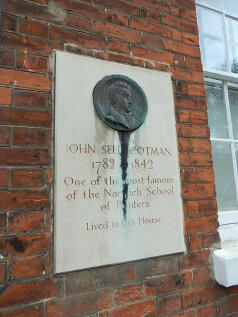 JOHN SELL COTMAN
1782 1842
One of the most famous
of the Norwich School
of Painters
Lived in this House.